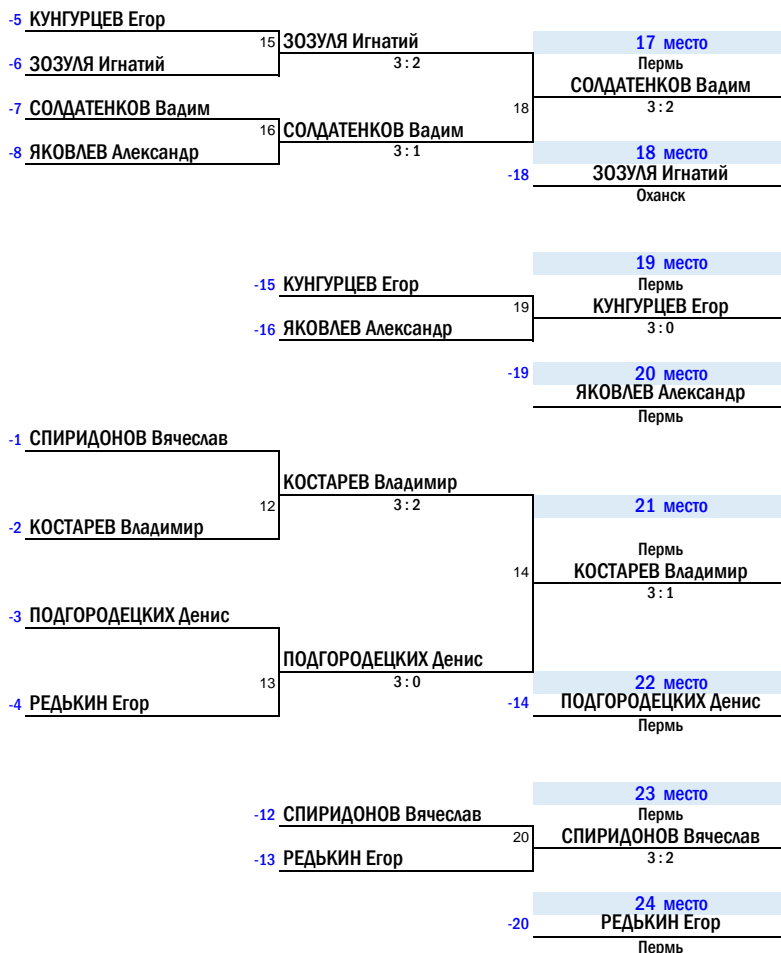 -5 КУНГУРЦЕВ Егор
15 ЗОЗУЛЯ Игнатий
17 место
-6 ЗОЗУЛЯ Игнатий
3 : 2
Пермь
СОЛДАТЕНКОВ Вадим
-7 СОЛДАТЕНКОВ Вадим
18
3 : 2
16 СОЛДАТЕНКОВ Вадим
-8 ЯКОВЛЕВ Александр
3 : 1
18 место
-18 ЗОЗУЛЯ Игнатий
Оханск
19 место
-15 КУНГУРЦЕВ Егор
Пермь
19 КУНГУРЦЕВ Егор
-16 ЯКОВЛЕВ Александр
3 : 0
-19 20 место
ЯКОВЛЕВ Александр
Пермь
-1 СПИРИДОНОВ Вячеслав
КОСТАРЕВ Владимир
12
3 : 2
21 место
-2 КОСТАРЕВ Владимир
Пермь
14 КОСТАРЕВ Владимир
3 : 1
-3 ПОДГОРОДЕЦКИХ Денис
ПОДГОРОДЕЦКИХ Денис
13
3 : 0
22 место
-4 РЕДЬКИН Егор
-14 ПОДГОРОДЕЦКИХ Денис
Пермь
23 место
-12 СПИРИДОНОВ Вячеслав
Пермь
20 СПИРИДОНОВ Вячеслав
-13 РЕДЬКИН Егор
3 : 2
24 место
-20 РЕДЬКИН Егор
Пермь